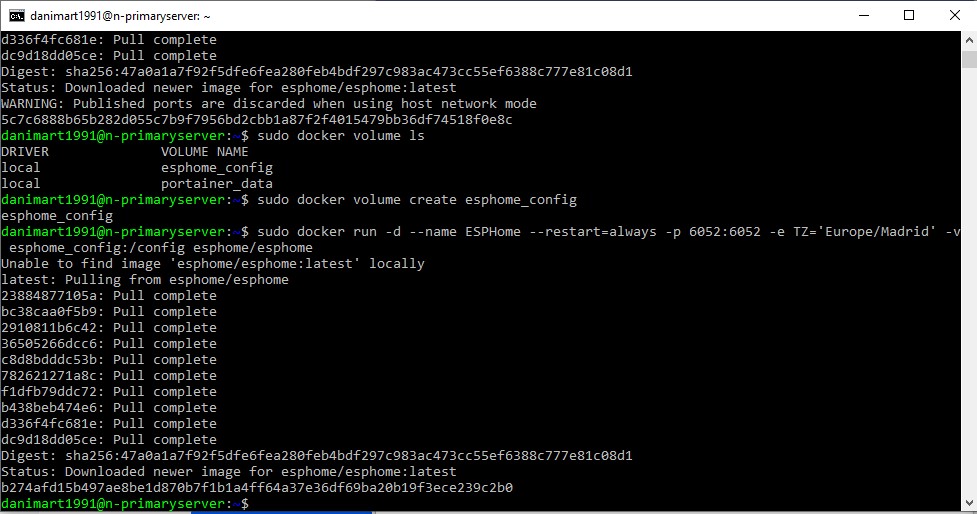 danimart1991@n-primaryserver: ~
d336f4fc681e: Pull complete
dc9d18dd05ce: Pull complete
Digest: sha256:47a0a1a7f92f5dfe6fea280feb4bdf297c983ac473cc55ef6388c777e81c08d1
Status: Downloaded newer image for esphome/esphome:latest
WARNING: Published ports are discarded when using host network mode
5c7c6888b65b282d055c7b9f7956bd2cbb1a87f2f4015479bb36df74518f0e8c
danimart1991@n-primaryserver:~$ sudo docker volume ls
DRIVER VOLUME NAME
local esphome_config
local portainer_data
danimart1991@n-primaryserver:~$ sudo docker volume create esphome_config
esphome_config
danimart1991@n-primaryserver:~$ sudo docker run -d --name ESPHome --restart=always -p 6052:6052 -e TZ='Europe/Madrid' -v
esphome_config:/config esphome/esphome
Unable to find image 'esphome/esphome:latest' locally
latest: Pulling from esphome/esphome
23884877105a: Pull complete
bc38caa0f5b9: Pull complete
2910811b6c42: Pull complete
36505266dcc6: Pull complete
c8d8bdddc53b: Pull complete
782621271a8c: Pull complete
f1dfb79ddc72: Pull complete
b438beb474e6: Pull complete
d336f4fc681e: Pull complete
dc9d18dd05ce: Pull complete
Digest: sha256:47a0a1a7f92f5dfe6fea280feb4bdf297c983ac473cc55ef6388c777e81c08d1
Status: Downloaded newer image for esphome/esphome:latest
b274afd15b497ae8be1d870b7f1b1a4ff64a37e36df69ba20b19f3ece239c2b0
danimart1991@n-primaryserver:~$